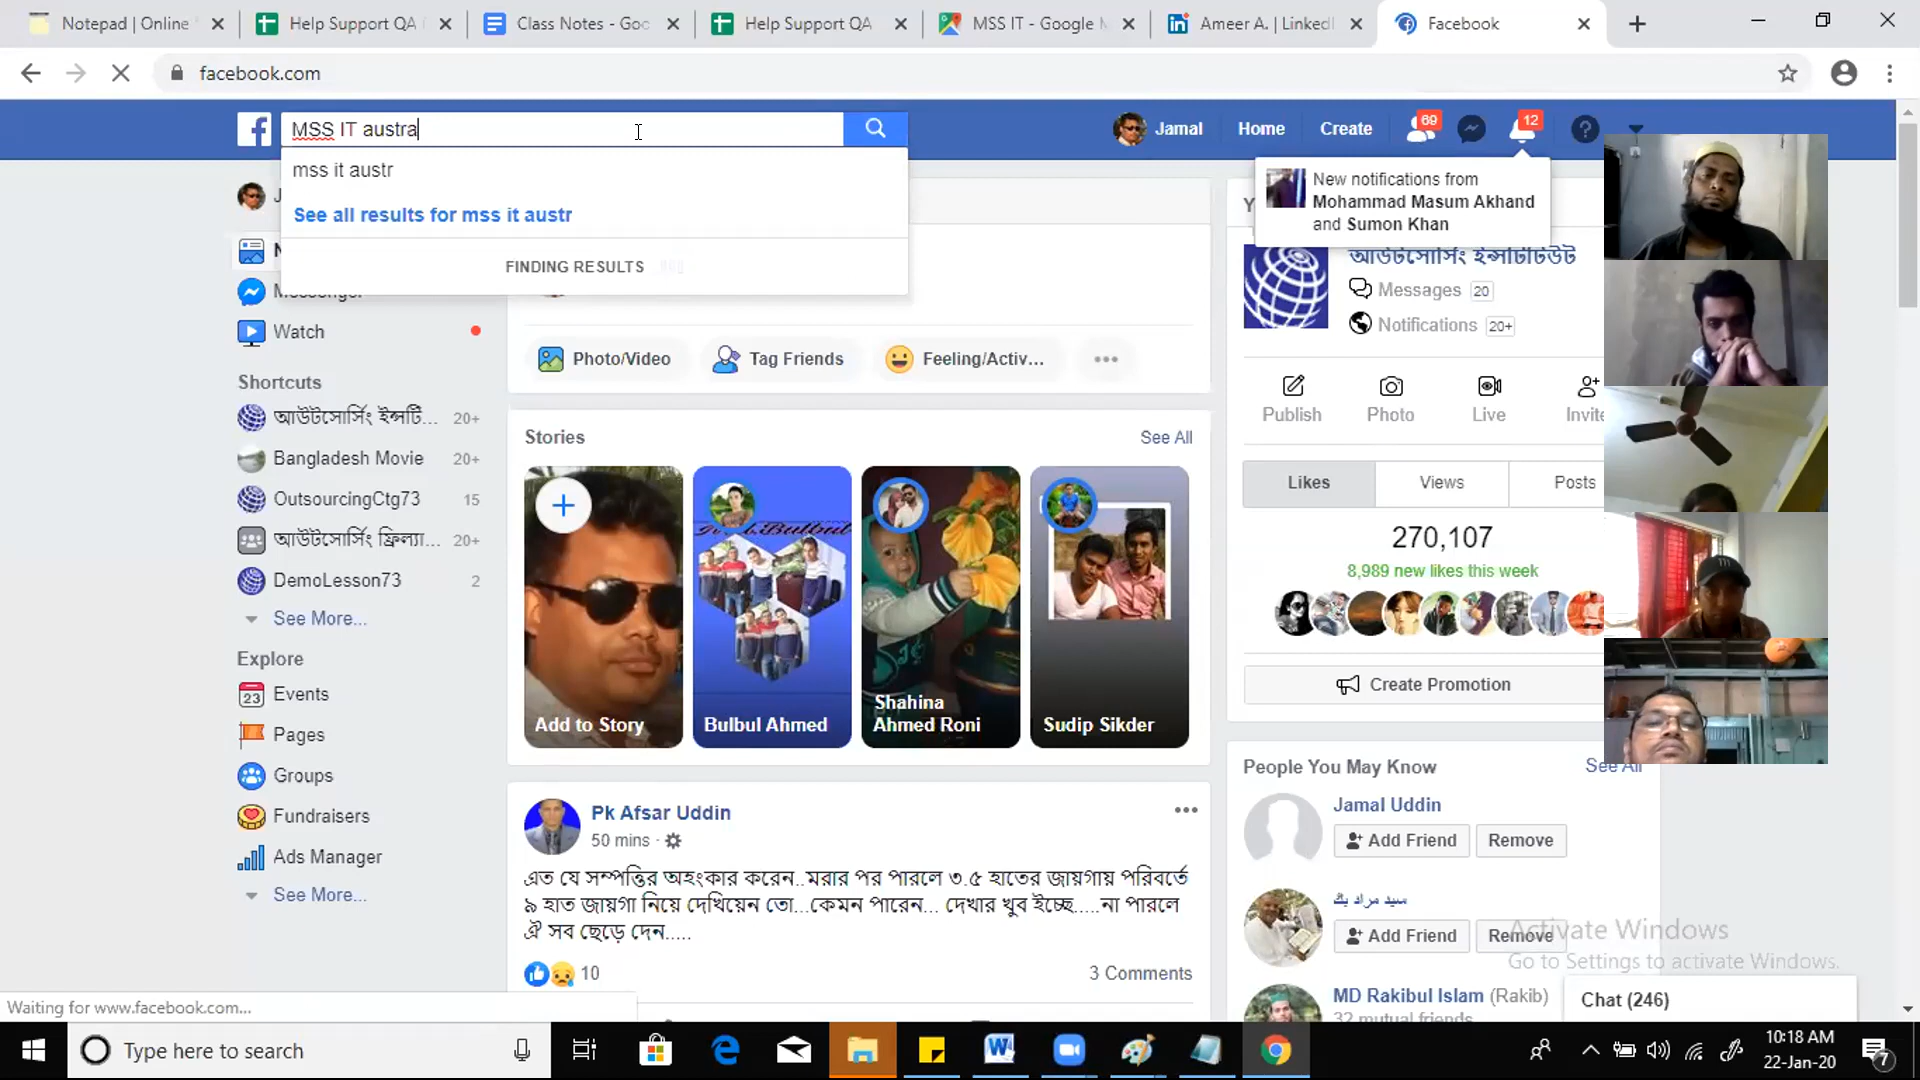 Notepad | Online
Help Support QA
Class Notes - Goo
Help Support QA
MSS IT - Google M
Ameer A. | LinkedI
Facebook
facebook.com
MSS IT austra
Jamal
Home
Create
69
12
mss it austr
See all results for mss it austr
FINDING RESULTS
New notifications from
Mohammad Masum Akhand
and Sumon Khan
আউটসোর্সিং ইন্সটিটিউট
Messenger
Messages 20
Watch
Notifications 20+
Photo/Video
Tag Friends
Feeling/Activ...
Shortcuts
আউটসোর্সিং ইন্সটি... 20+
Bangladesh Movie 20+
OutsourcingCtg73 15
আউটসোর্সিং ফ্রিল্যা... 20+
DemoLesson73 2
See More...
Explore
23
Events
Pages
Groups
Fundraisers
Ads Manager
See More...
Publish
Photo
Live
Invite
Stories
See All
Add to Story
Bulbul Ahmed
Shahina
Ahmed Roni
Sudip Sikder
Likes
Views
Posts
270,107
8,989 new likes this week
Create Promotion
Pk Afsar Uddin
50 mins
এত যে সম্পত্তির অহংকার করেন..মরার পর পারলে ৩.৫ হাতের জায়গায় পরিবর্তে
৯ হাত জায়গা নিয়ে দেখিয়েন তো...কেমন পারেন... দেখার খুব ইচ্ছে.....না পারলে
ঐ সব ছেড়ে দেন.....
10
3 Comments
People You May Know
See All
Jamal Uddin
Add Friend
Remove
سيد مراد بك
Add Friend
Remove
MD Rakibul Islam (Rakib)
32 mutual friends
Activate Windows
Go to Settings to activate Windows.
Chat (246)
Waiting for www.facebook.com...
Type here to search
10:18 AM
22-Jan-20
7